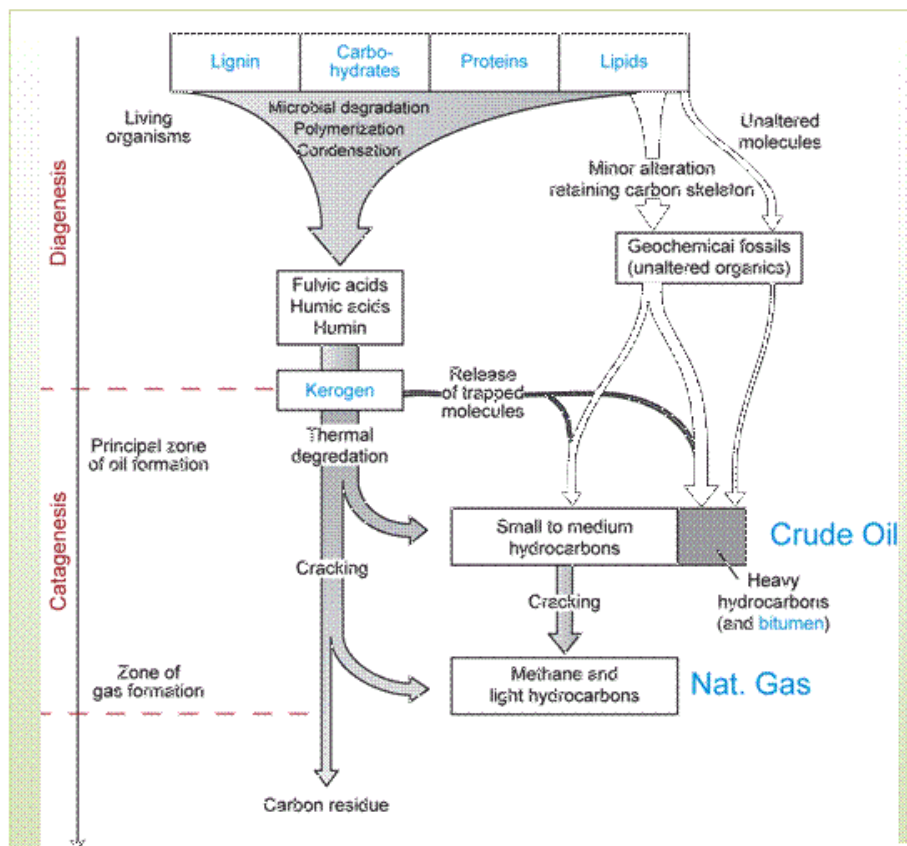 Lignin
Carbo-
hydrates
Proteins
Lipids
Living
organisms
Microbial degradation
Polymerization
Condensation
Unaltered
molecules
Minor alteration
retaining carbon skeleton
Diagenesis
Geochemical fossils
(unaltered organics)
Fulvic acids
Humic acids
Humin
Kerogen
Release
of trapped
molecules
Thermal
degredation
Principal zone
of oil formation
Catagenesis
Small to medium
hydrocarbons
Crude Oil
Cracking
Cracking
Heavy
hydrocarbons
(and bitumen)
Zone of
gas formation
Methane and
light hydrocarbons
Nat. Gas
Carbon residue